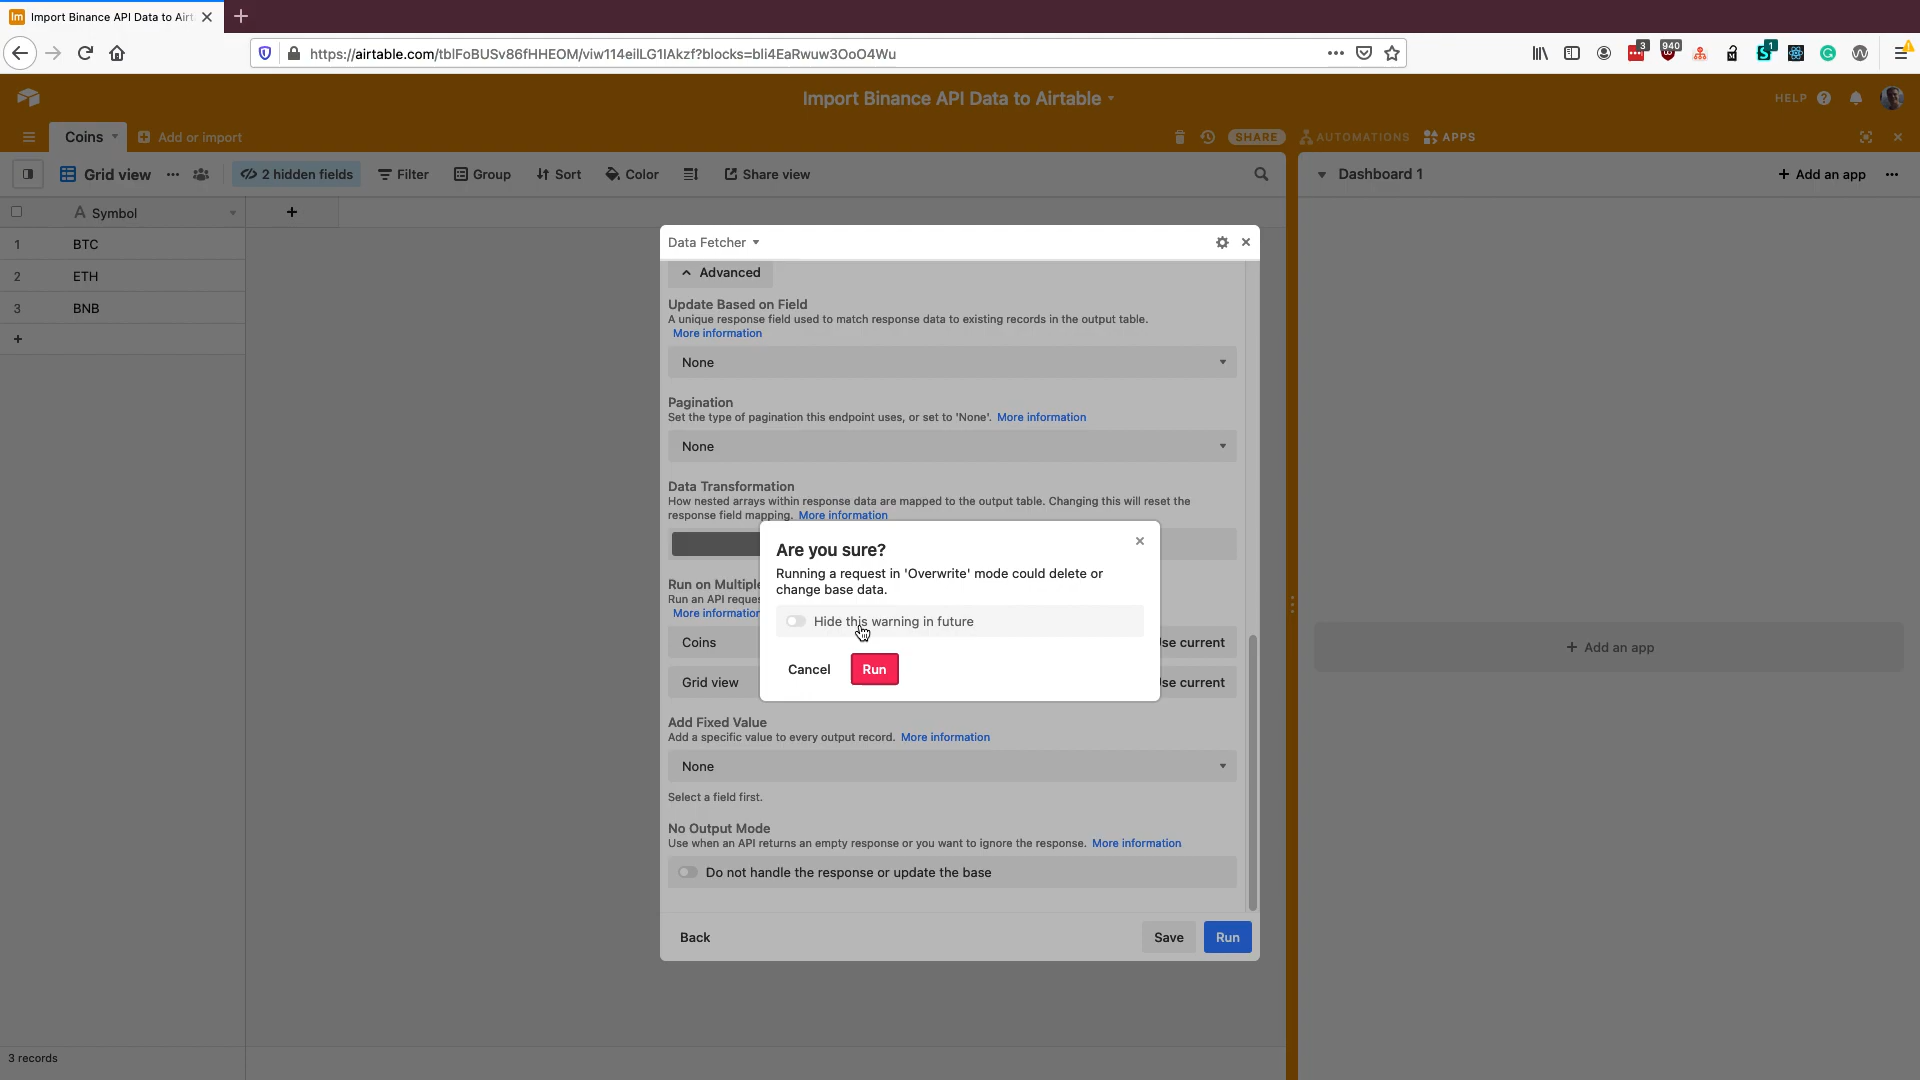 Import Binance API Data to Airt
https://airtable.com/tblFoBUSv86fHHEOM/viw114eilLG1IAkzf?blocks=bli4EaRwuw3OoO4Wu
3
940
1
Import Binance API Data to Airtable
HELP
Coins
Add or import
SHARE
AUTOMATIONS
APPS
Grid view
2 hidden fields
Filter
Group
Sort
Color
Share view
Dashboard 1
+ Add an app
Symbol
1 BTC
2 ETH
3 BNB
Data Fetcher
Advanced
Update Based on Field
A unique response field used to match response data to existing records in the output table.
More information
None
Pagination
Set the type of pagination this endpoint uses, or set to 'None'. More information
None
Data Transformation
How nested arrays within response data are mapped to the output table. Changing this will reset the
response field mapping. More information
Are you sure?
Running a request in 'Overwrite' mode could delete or
change base data.
Hide this warning in future
Cancel
Run
Run on Multiple
Run an API reques
More information
Coins
Use current
Grid view
Use current
Add Fixed Value
Add a specific value to every output record. More information
None
Select a field first.
No Output Mode
Use when an API returns an empty response or you want to ignore the response. More information
Do not handle the response or update the base
Back
Save
Run
+ Add an app
3 records